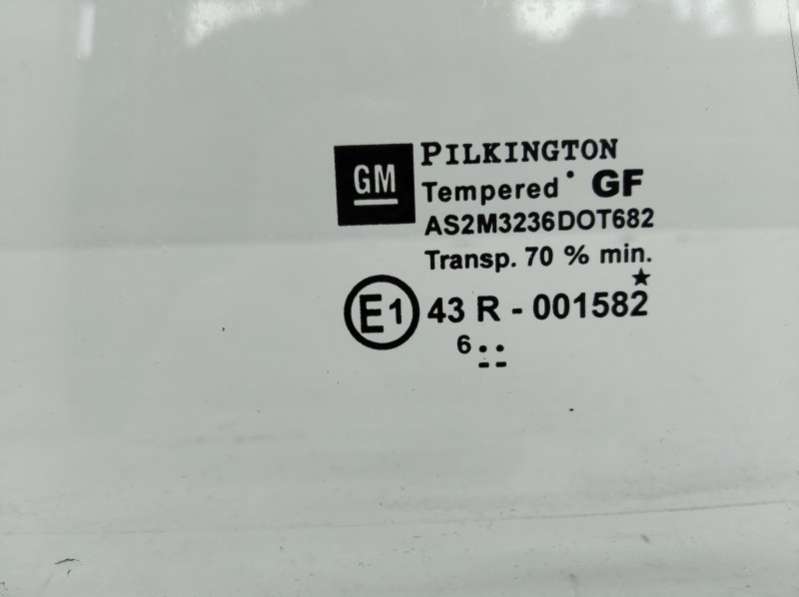 GM
PILKINGTON
Tempered • GF
AS2M3236DOT682
Transp. 70 % min.
★
E1 43 R - 001582
6..
--